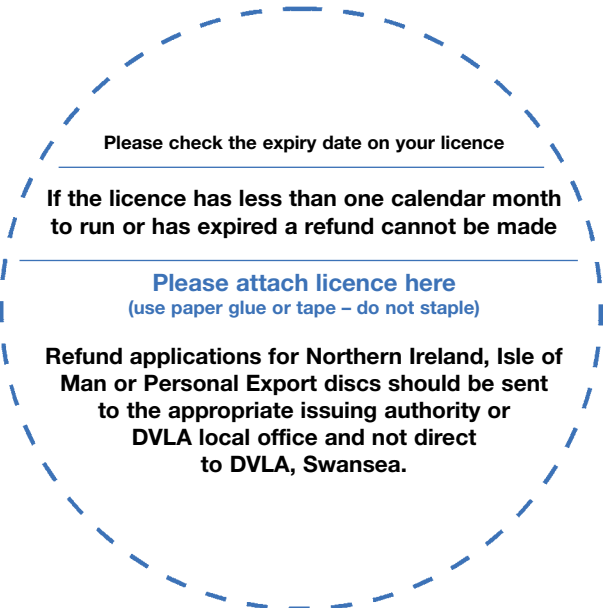 Please check the expiry date on your licence
If the licence has less than one calendar month
to run or has expired a refund cannot be made
Please attach licence here
(use paper glue or tape – do not staple)
Refund applications for Northern Ireland, Isle of
Man or Personal Export discs should be sent
to the appropriate issuing authority or
DVLA local office and not direct
to DVLA, Swansea.